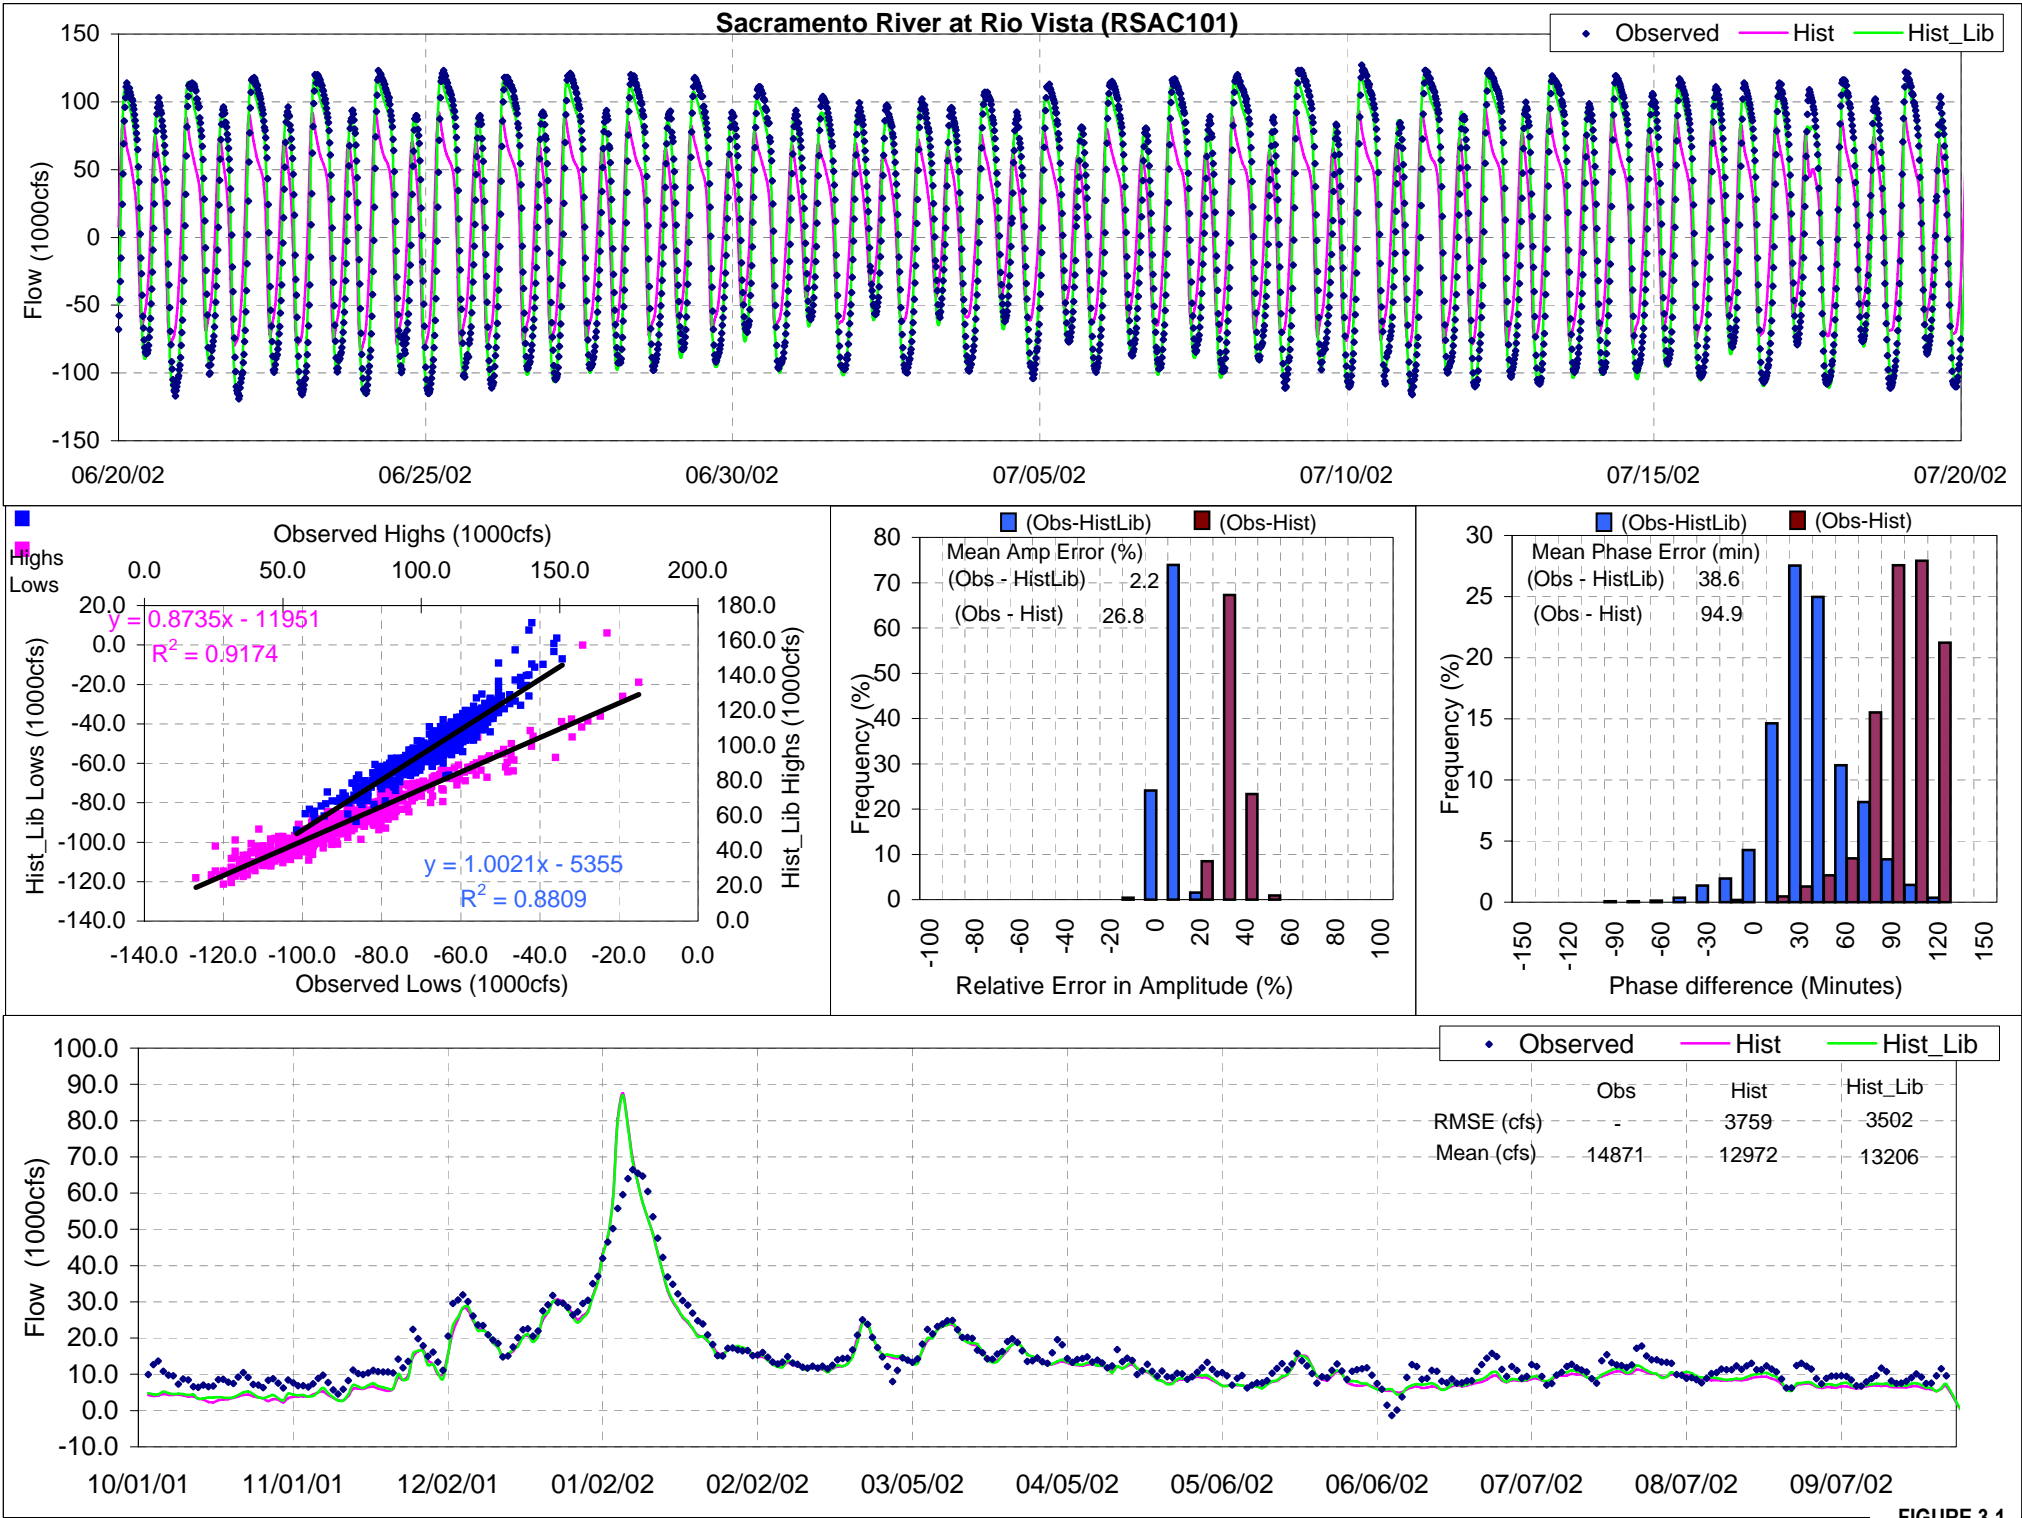 Sacramento River at Rio Vista (RSAC101)
Observed Hist Hist_Lib
Flow (1000cfs)
150
100
50
0
-50
-100
-150
06/20/02 06/25/02 06/30/02 07/05/02 07/10/02 07/15/02 07/20/02
Highs
Lows
Observed Highs (1000cfs)
0.0 50.0 100.0 150.0 200.0
Hist_Lib Lows (1000cfs)
20.0
0.0
-20.0
-40.0
-60.0
-80.0
-100.0
-120.0
-140.0
y = 0.8735x - 11951
R2 = 0.9174
y = 1.0021x - 5355
R2 = 0.8809
180.0
160.0
140.0
120.0
100.0
80.0
60.0
40.0
20.0
0.0
Hist_Lib Highs (1000cfs)
-140.0 -120.0 -100.0 -80.0 -60.0 -40.0 -20.0 0.0
Observed Lows (1000cfs)
(Obs-HistLib) (Obs-Hist)
Mean Amp Error (%)
(Obs - HistLib) 2.2
(Obs - Hist) 26.8
Frequency (%)
80
70
60
50
40
30
20
10
0
-100 -80 -60 -40 -20 0 20 40 60 80 100
Relative Error in Amplitude (%)
(Obs-HistLib) (Obs-Hist)
Mean Phase Error (min)
(Obs - HistLib) 38.6
(Obs - Hist) 94.9
Frequency (%)
30
25
20
15
10
5
0
-150 -120 -90 -60 -30 0 30 60 90 120 150
Phase difference (Minutes)
Observed Hist Hist_Lib
Obs Hist Hist_Lib
RMSE (cfs) - 3759 3502
Mean (cfs) 14871 12972 13206
Flow (1000cfs)
100.0
90.0
80.0
70.0
60.0
50.0
40.0
30.0
20.0
10.0
0.0
-10.0
10/01/01 11/01/01 12/02/01 01/02/02 02/02/02 03/05/02 04/05/02 05/06/02 06/06/02 07/07/02 08/07/02 09/07/02
FIGURE 3.1